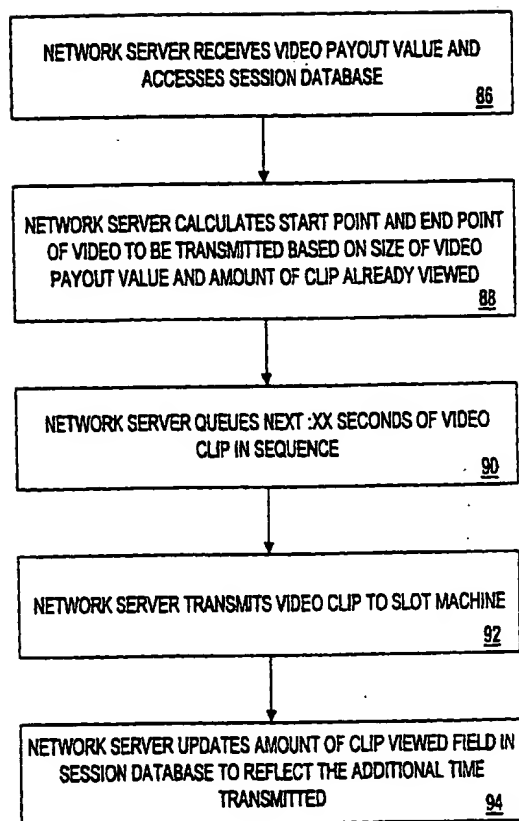 NETWORK SERVER RECEIVES VIDEO PAYOUT VALUE AND
ACCESSES SESSION DATABASE
86
NETWORK SERVER CALCULATES START POINT AND END POINT
OF VIDEO TO BE TRANSMITTED BASED ON SIZE OF VIDEO
PAYOUT VALUE AND AMOUNT OF CLIP ALREADY VIEWED
88
NETWORK SERVER QUEUES NEXT :XX SECONDS OF VIDEO
CLIP IN SEQUENCE
90
NETWORK SERVER TRANSMITS VIDEO CLIP TO SLOT MACHINE
92
NETWORK SERVER UPDATES AMOUNT OF CLIP VIEWED FIELD IN
SESSION DATABASE TO REFLECT THE ADDITIONAL TIME
TRANSMITTED
94